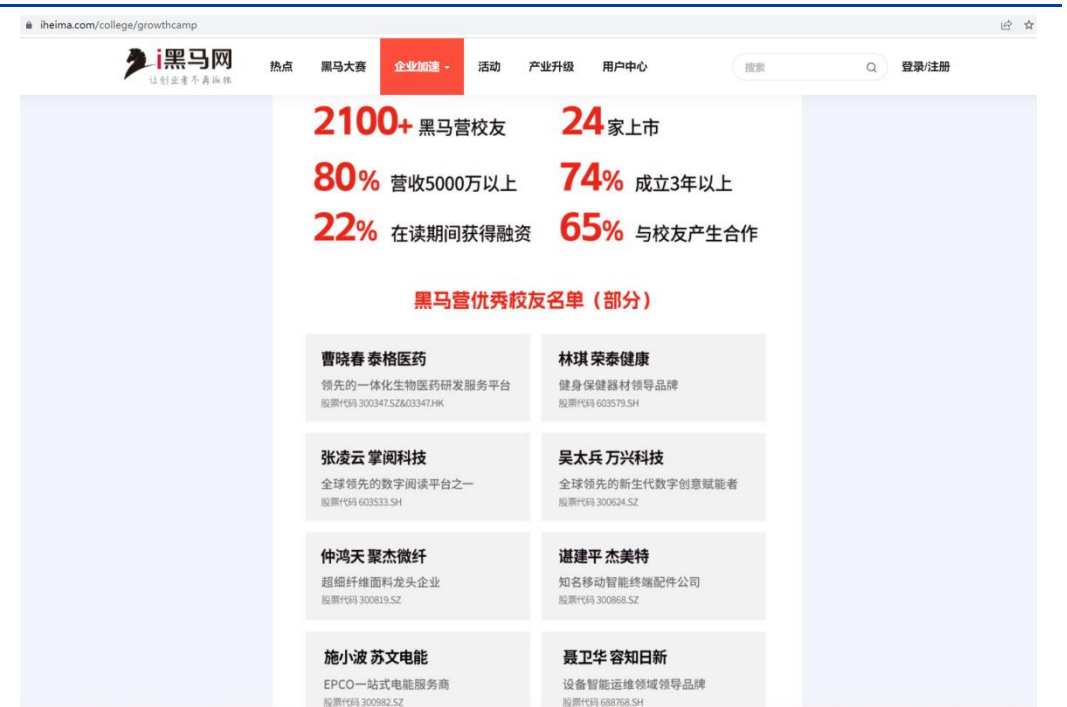 iheima.com/college/growthcamp
i黑马网
让创业者不再孤独
热点 黑马大赛 企业加速 活动 产业升级 用户中心 搜索 登录/注册
2100+ 黑马营校友 24家上市
80% 营收5000万以上 74% 成立3年以上
22% 在读期间获得融资 65% 与校友产生合作
黑马营优秀校友名单（部分）
曹晓春 泰格医药
领先的一体化生物医药研发服务平台
股票代码 300347.SZ&03347.HK
林琪 荣泰健康
健身保健器材领导品牌
股票代码 603579.SH
张凌云 掌阅科技
全球领先的数字阅读平台之一
股票代码 603533.SH
吴太兵 万兴科技
全球领先的新生代数字创意赋能者
股票代码 300624.SZ
仲鸿天 聚杰微纤
超细纤维面料龙头企业
股票代码 300819.SZ
谌建平 杰美特
知名移动智能终端配件公司
股票代码 300868.SZ
施小波 苏文电能
EPCO一站式电能服务商
股票代码 300982.SZ
聂卫华 容知日新
设备智能运维领域领导品牌
股票代码 688768.SH